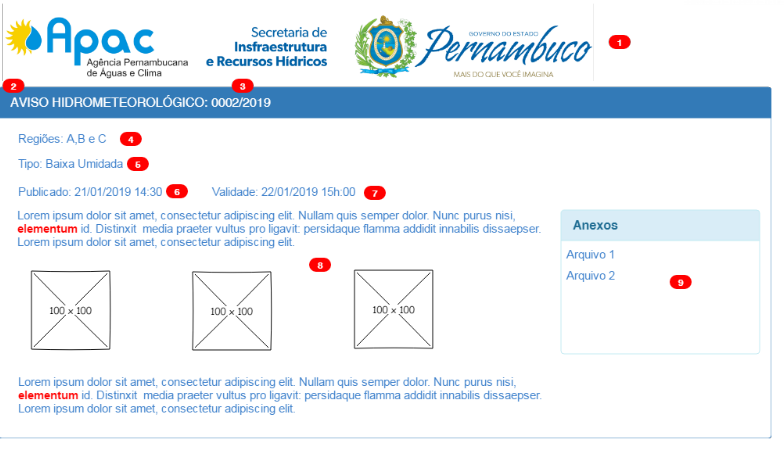 Apac
Agência Pernambucana
de Águas e Clima
Secretaria de
Infraestrutura
e Recursos Hídricos
GOVERNO DO ESTADO
Pernambuco
MAIS DO QUE VOCÊ IMAGINA
1
2
3
AVISO HIDROMETEOROLÓGICO: 0002/2019
Regiões: A,B e C 4
Tipo: Baixa Umidada 5
Publicado: 21/01/2019 14:30 6 Validade: 22/01/2019 15h:00 7
Lorem ipsum dolor sit amet, consectetur adipiscing elit. Nullam quis semper dolor. Nunc purus nisi,
elementum id. Distinxit media praeter vultus pro ligavit: persidaque flamma addidit innabilis dissaepser.
Lorem ipsum dolor sit amet, consectetur adipiscing elit.
8
100 x 100 100 x 100 100 x 100
Lorem ipsum dolor sit amet, consectetur adipiscing elit. Nullam quis semper dolor. Nunc purus nisi,
elementum id. Distinxit media praeter vultus pro ligavit: persidaque flamma addidit innabilis dissaepser.
Lorem ipsum dolor sit amet, consectetur adipiscing elit.
Anexos
Arquivo 1
Arquivo 2
9